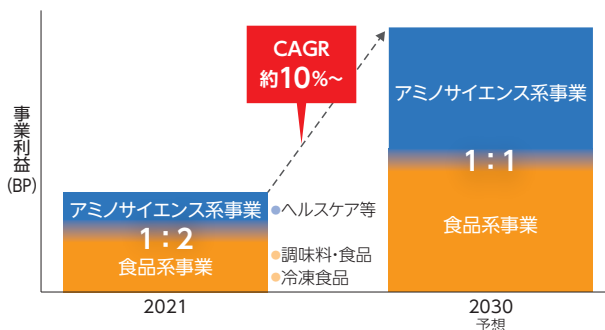 事業利益
(BP)
CAGR
約10%~
アミノサイエンス系事業
1:2
食品系事業
●ヘルスケア等
●調味料・食品
●冷凍食品
アミノサイエンス系事業
1:1
食品系事業
2021
2030
予想